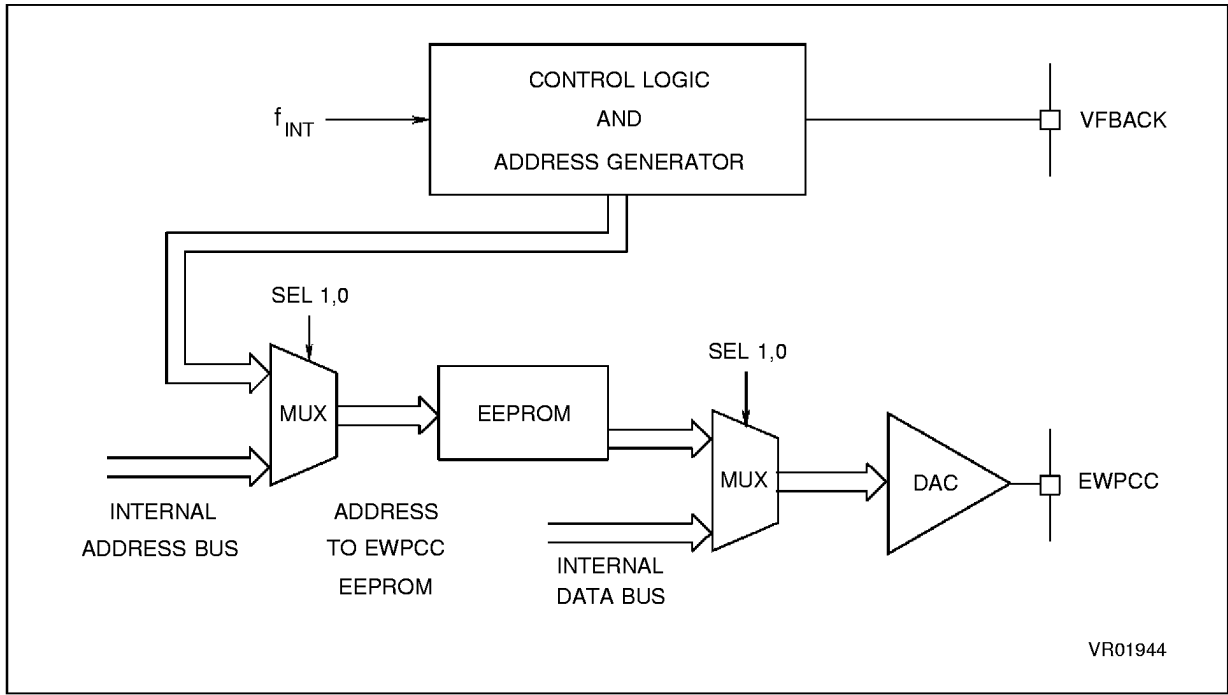 CONTROL LOGIC
AND
ADDRESS GENERATOR
fINT
VFBACK
SEL 1,0
MUX
EEPROM
SEL 1,0
MUX
DAC
EWPCC
INTERNAL
ADDRESS BUS
ADDRESS
TO EWPCC
EEPROM
INTERNAL
DATA BUS
VR01944